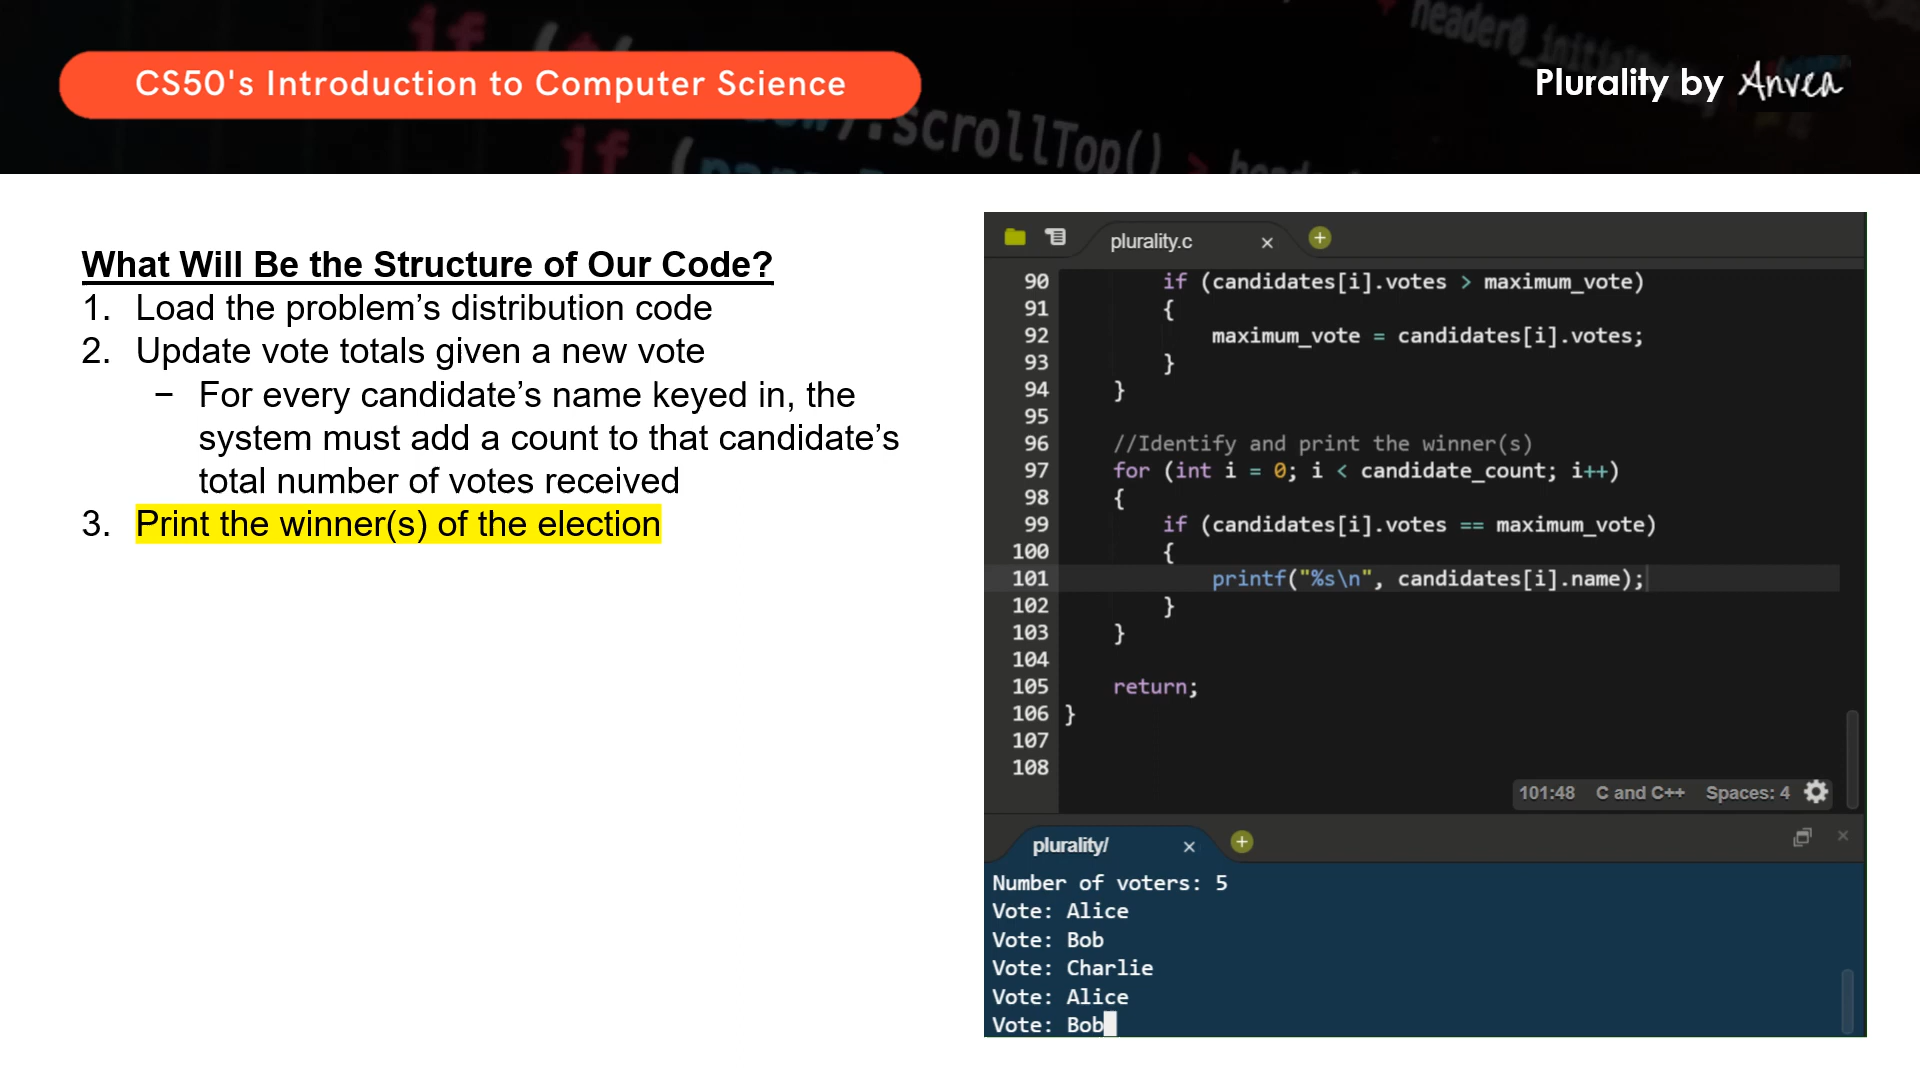 if (
header0_initializ
CS50's Introduction to Computer Science
Plurality by Anvea
.scrollTop() > header
if (
What Will Be the Structure of Our Code?
1. Load the problem’s distribution code
2. Update vote totals given a new vote
− For every candidate’s name keyed in, the
system must add a count to that candidate’s
total number of votes received
3. Print the winner(s) of the election
plurality.c
90 if (candidates[i].votes > maximum_vote)
91 {
92 maximum_vote = candidates[i].votes;
93 }
94 }
95
96 //Identify and print the winner(s)
97 for (int i = 0; i < candidate_count; i++)
98 {
99 if (candidates[i].votes == maximum_vote)
100 {
101 printf("%s\n", candidates[i].name);
102 }
103 }
104
105 return;
106 }
107
108
101:48 C and C++ Spaces: 4
plurality/
Number of voters: 5
Vote: Alice
Vote: Bob
Vote: Charlie
Vote: Alice
Vote: Bob